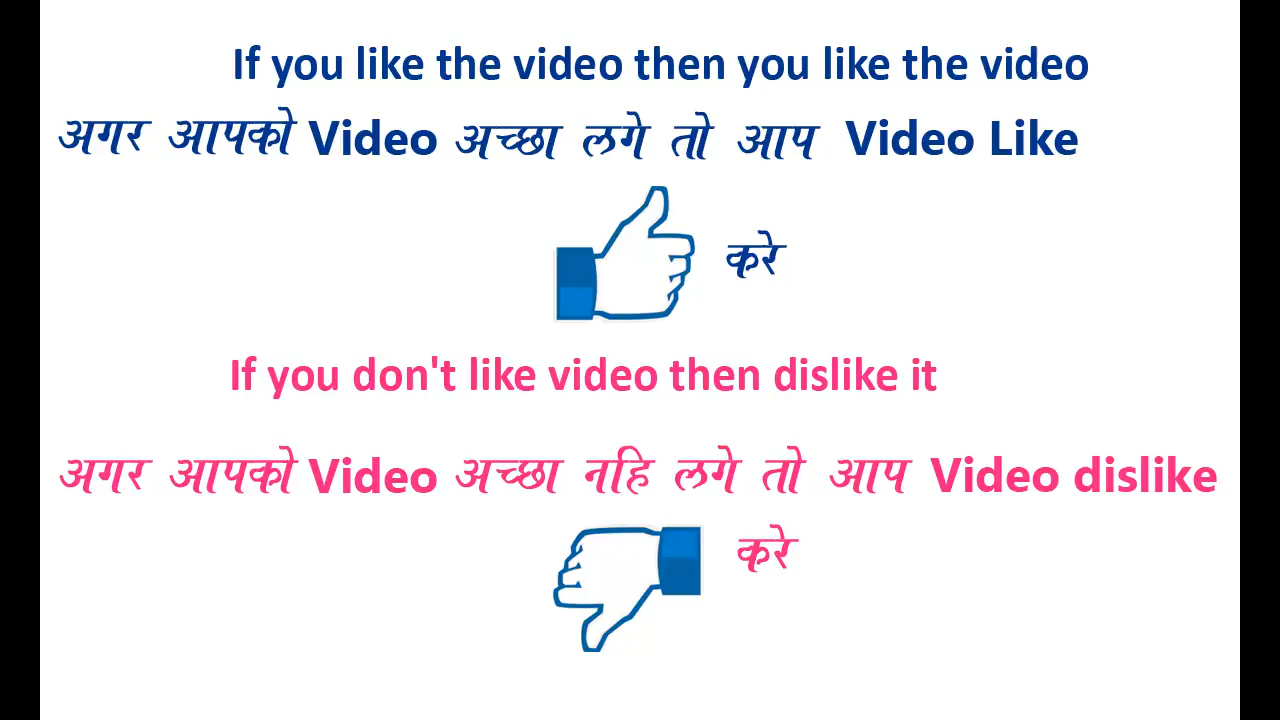 If you like the video then you like the video
अगर आपको Video अच्छा लगे तो आप Video Like
करे
If you don't like video then dislike it
अगर आपको Video अच्छा नहि लगे तो आप Video dislike
करे